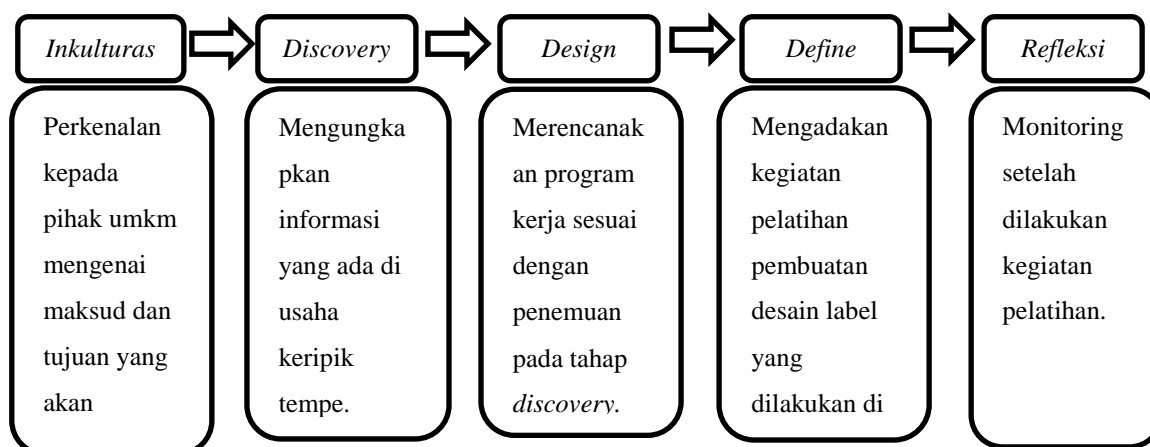 Inkulturas
Discovery
Design
Define
Refleksi
Perkenalan
kepada
pihak umkm
mengenai
maksud dan
tujuan yang
akan
Mengungka
pkan
informasi
yang ada di
usaha
keripik
tempe.
Merencanak
an program
kerja sesuai
dengan
penemuan
pada tahap
discovery.
Mengadakan
kegiatan
pelatihan
pembuatan
desain label
yang
dilakukan di
Monitoring
setelah
dilakukan
kegiatan
pelatihan.